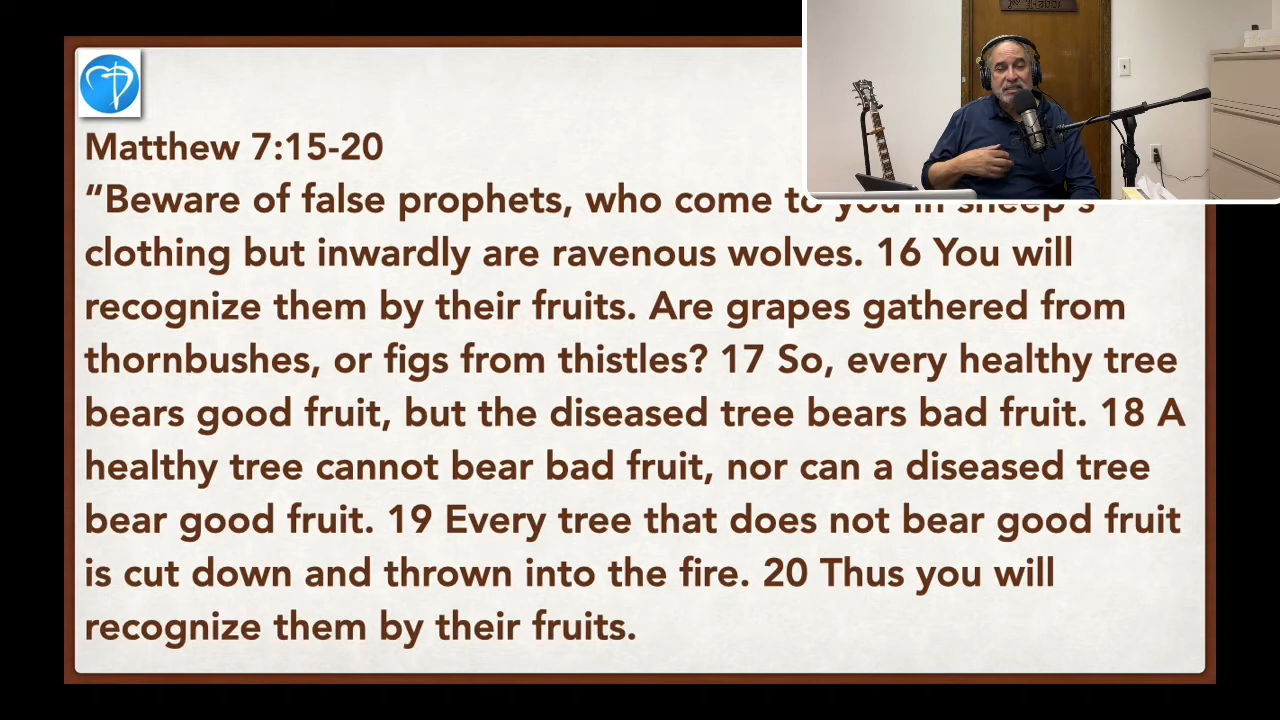 Matthew 7:15-20
“Beware of false prophets, who come to you in sheep's
clothing but inwardly are ravenous wolves. 16 You will
recognize them by their fruits. Are grapes gathered from
thornbushes, or figs from thistles? 17 So, every healthy tree
bears good fruit, but the diseased tree bears bad fruit. 18 A
healthy tree cannot bear bad fruit, nor can a diseased tree
bear good fruit. 19 Every tree that does not bear good fruit
is cut down and thrown into the fire. 20 Thus you will
recognize them by their fruits.